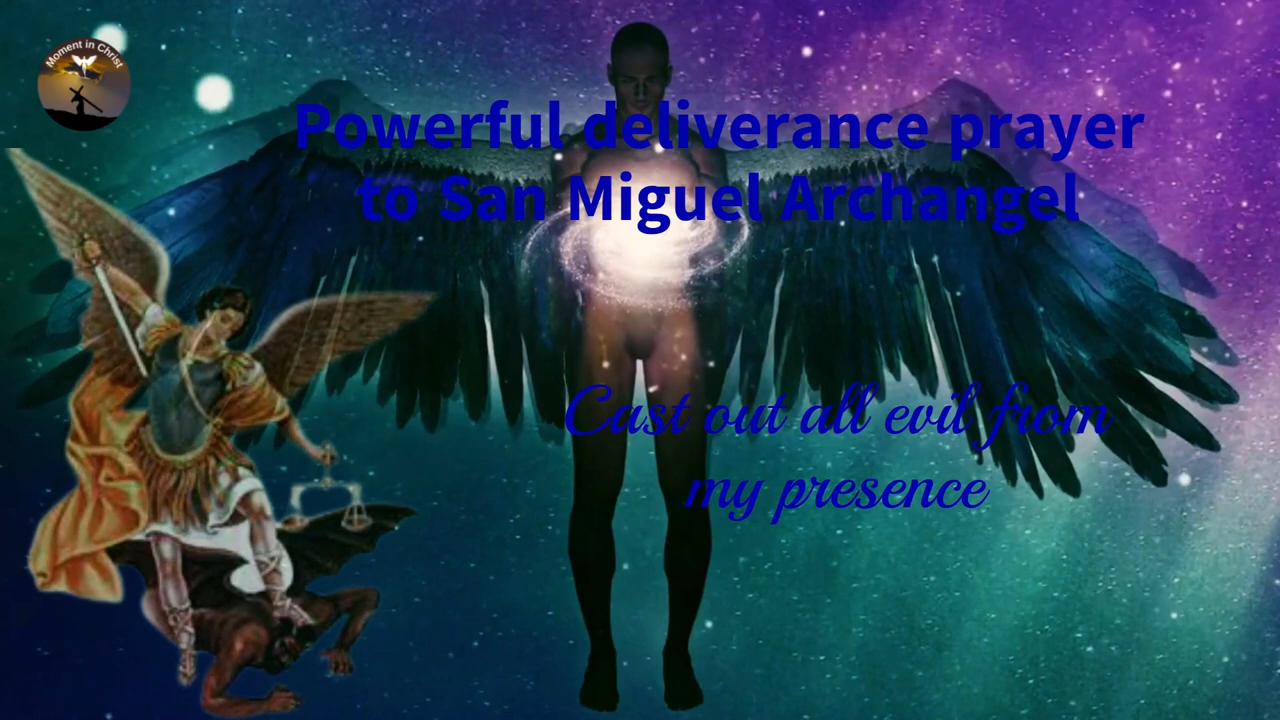 Moment in Christ
Powerful deliverance prayer
to San Miguel Archangel
Cast out all evil from
my presence